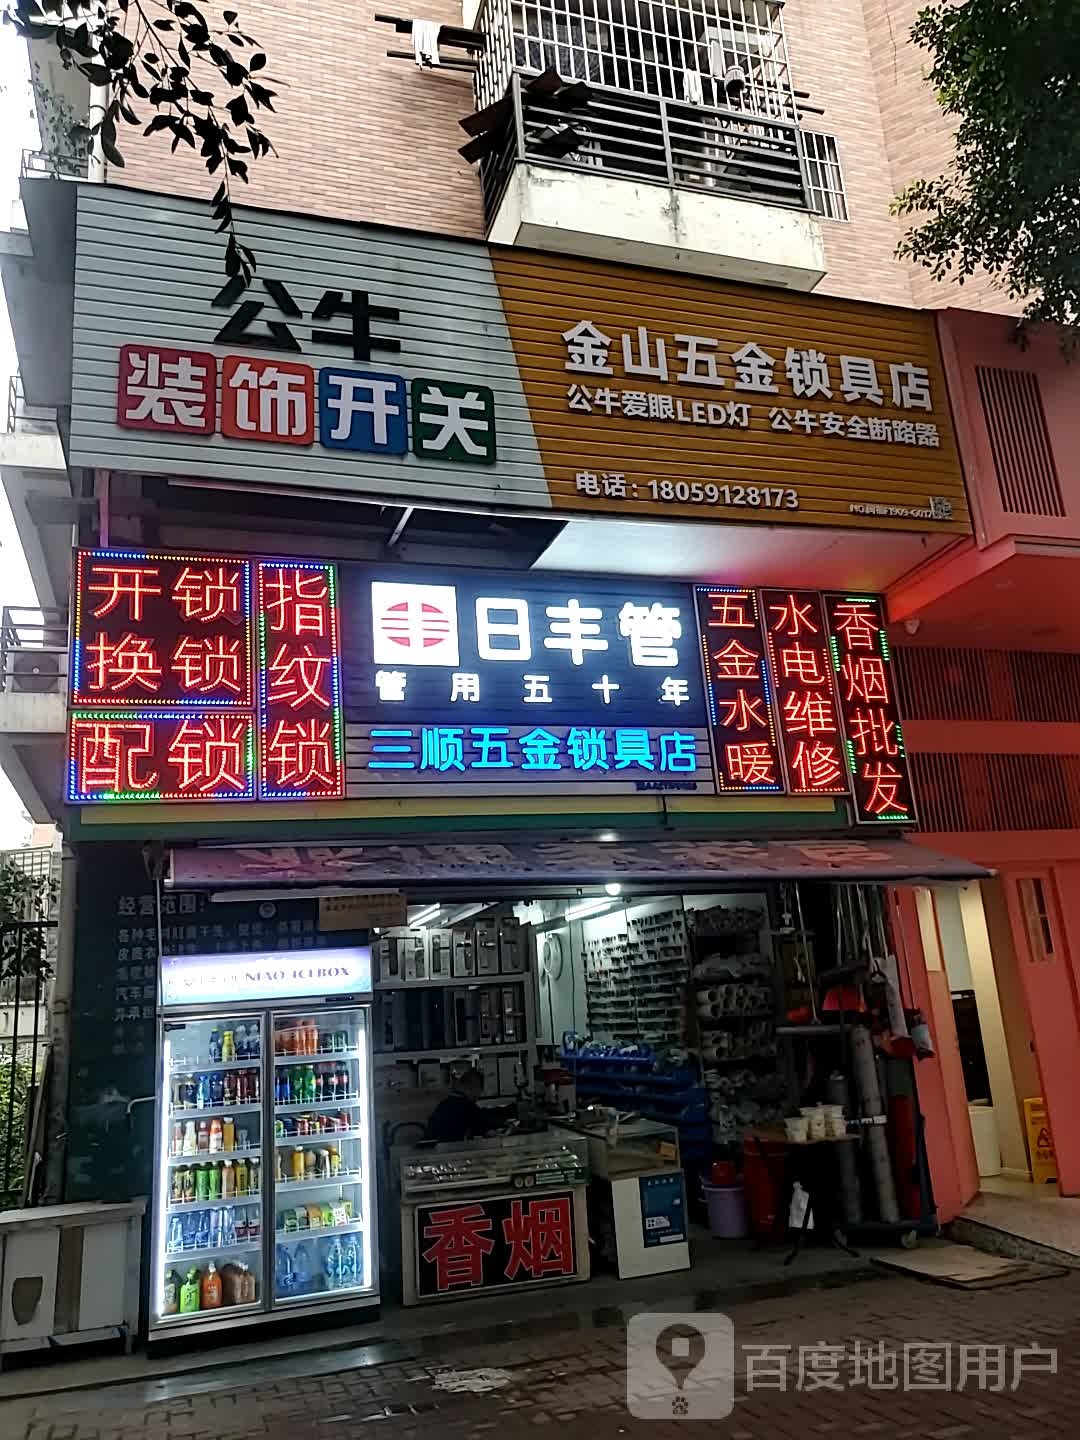 公牛
装饰开关
金山五金锁具店
公牛爱眼LED灯 公牛安全断路器
电话:18059128173
开锁
换锁
配锁
指纹锁
日丰管
管用五十年
三顺五金锁具店
五金水暖
水电维修
香烟批发
经营范围:
NIAO ICEBOX
香烟
百度地图用户